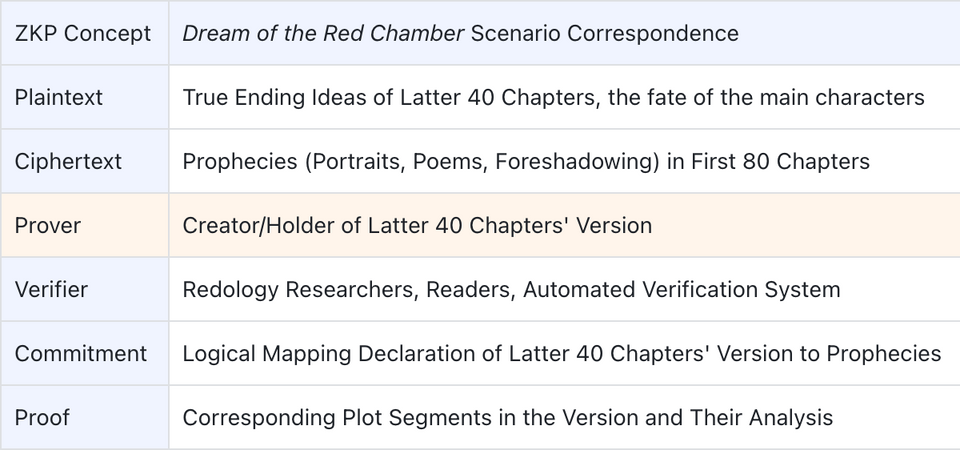 ZKP Concept Dream of the Red Chamber Scenario Correspondence
Plaintext True Ending Ideas of Latter 40 Chapters, the fate of the main characters
Ciphertext Prophecies (Portraits, Poems, Foreshadowing) in First 80 Chapters
Prover Creator/Holder of Latter 40 Chapters' Version
Verifier Redology Researchers, Readers, Automated Verification System
Commitment Logical Mapping Declaration of Latter 40 Chapters' Version to Prophecies
Proof Corresponding Plot Segments in the Version and Their Analysis